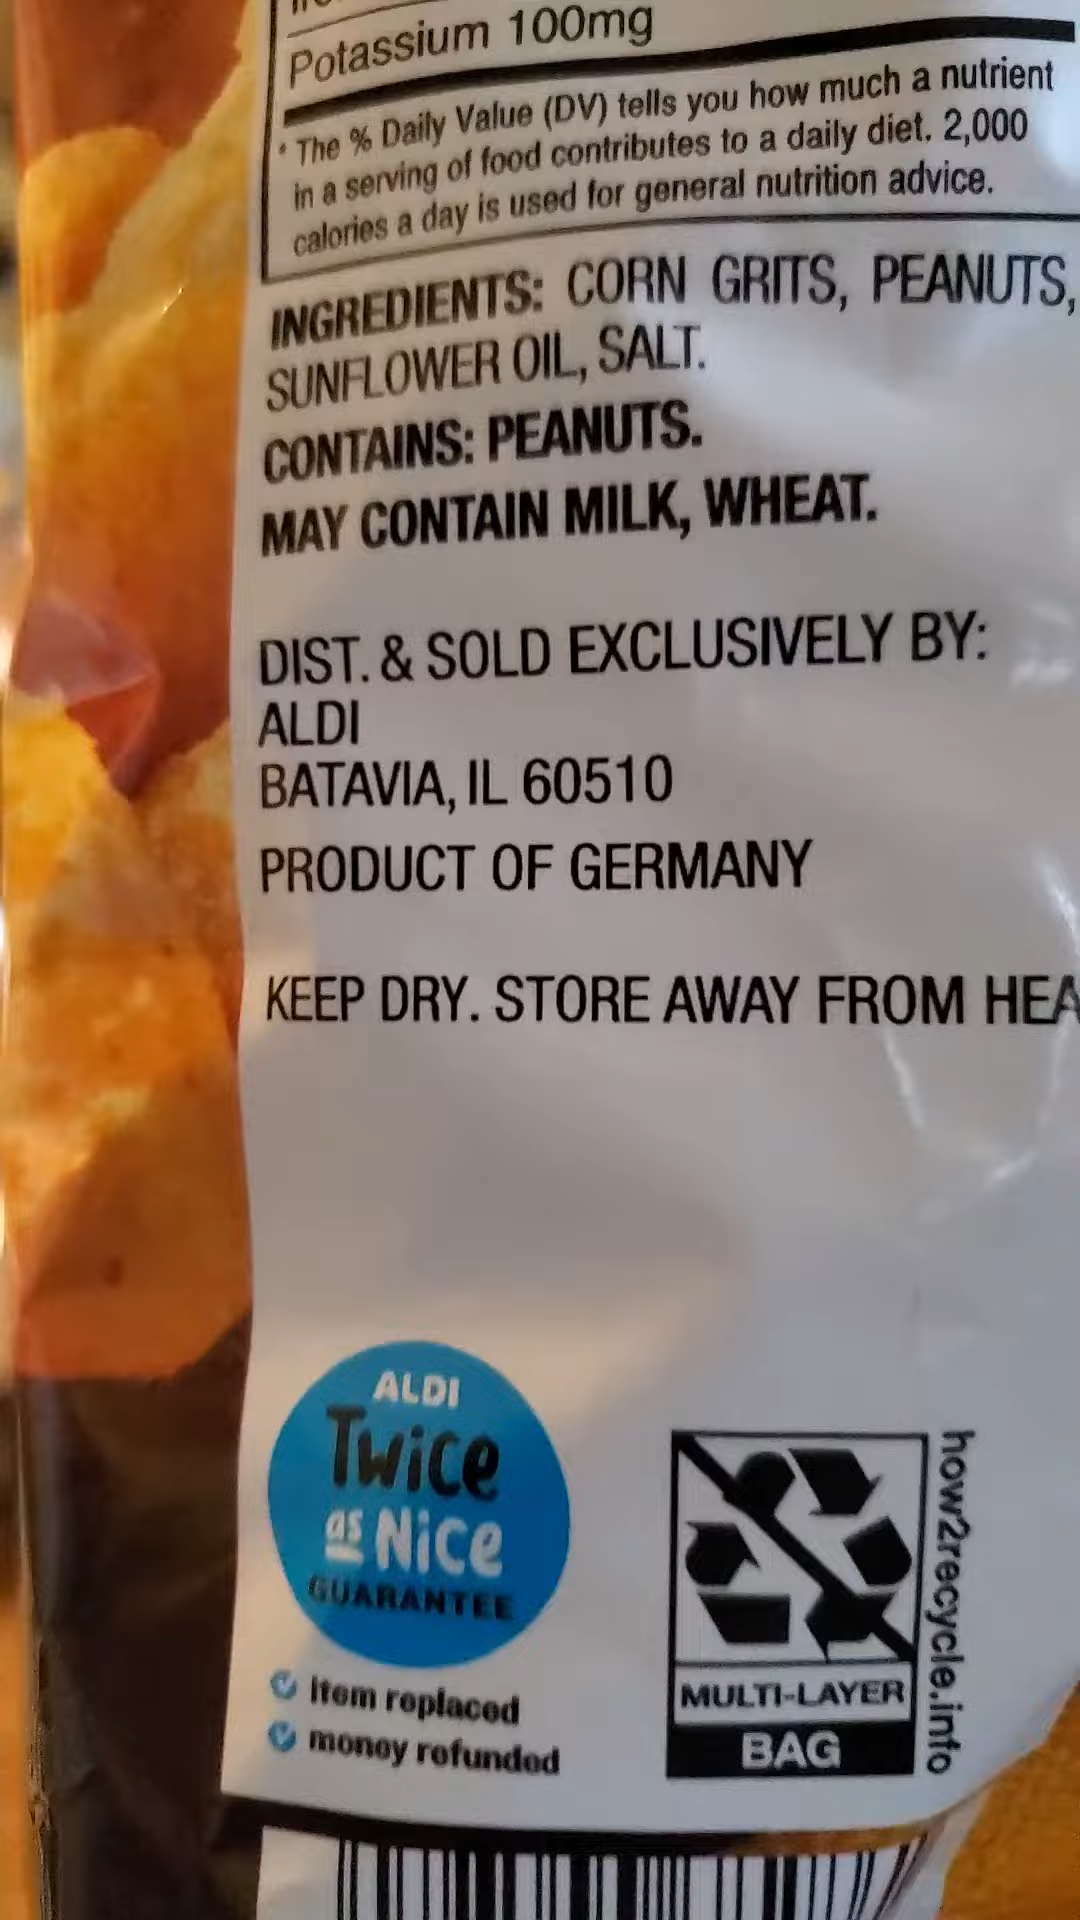 Potassium 100mg
* The % Daily Value (DV) tells you how much a nutrient
in a serving of food contributes to a daily diet. 2,000
calories a day is used for general nutrition advice.
INGREDIENTS: CORN GRITS, PEANUTS,
SUNFLOWER OIL, SALT.
CONTAINS: PEANUTS.
MAY CONTAIN MILK, WHEAT.
DIST. & SOLD EXCLUSIVELY BY:
ALDI
BATAVIA, IL 60510
PRODUCT OF GERMANY
KEEP DRY. STORE AWAY FROM HEA
ALDI
Twice
as Nice
GUARANTEE
item replaced
money refunded
MULTI-LAYER
BAG
how2recycle.info